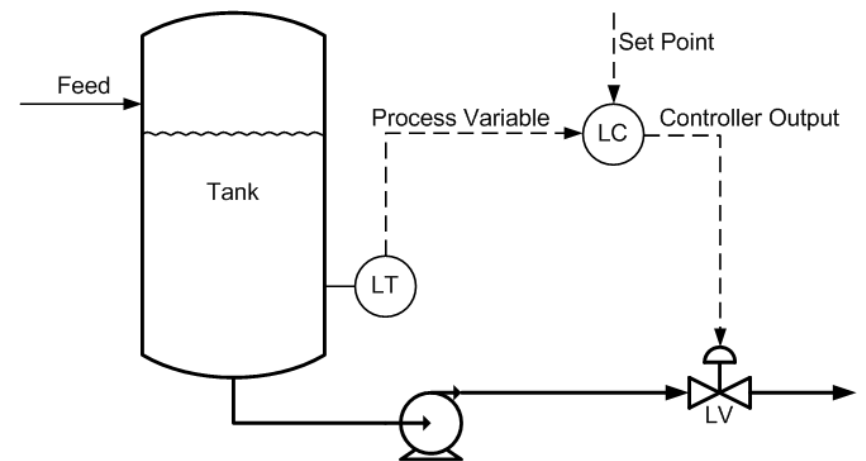 Set Point
Feed
Process Variable
LC
Controller Output
Tank
LT
LV